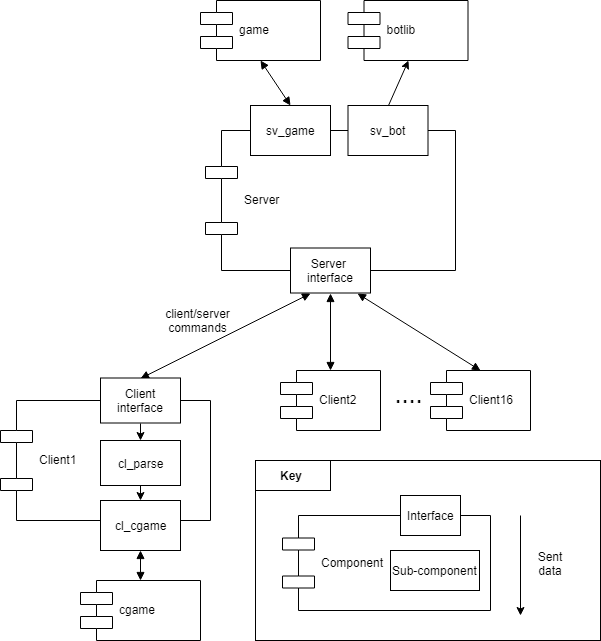 game
botlib
sv_game
sv_bot
Server
Server
interface
client/server
commands
Client
interface
Client1
cl_parse
cl_cgame
cgame
Client2
....
Client16
Key
Interface
Component
Sub-component
Sent
data